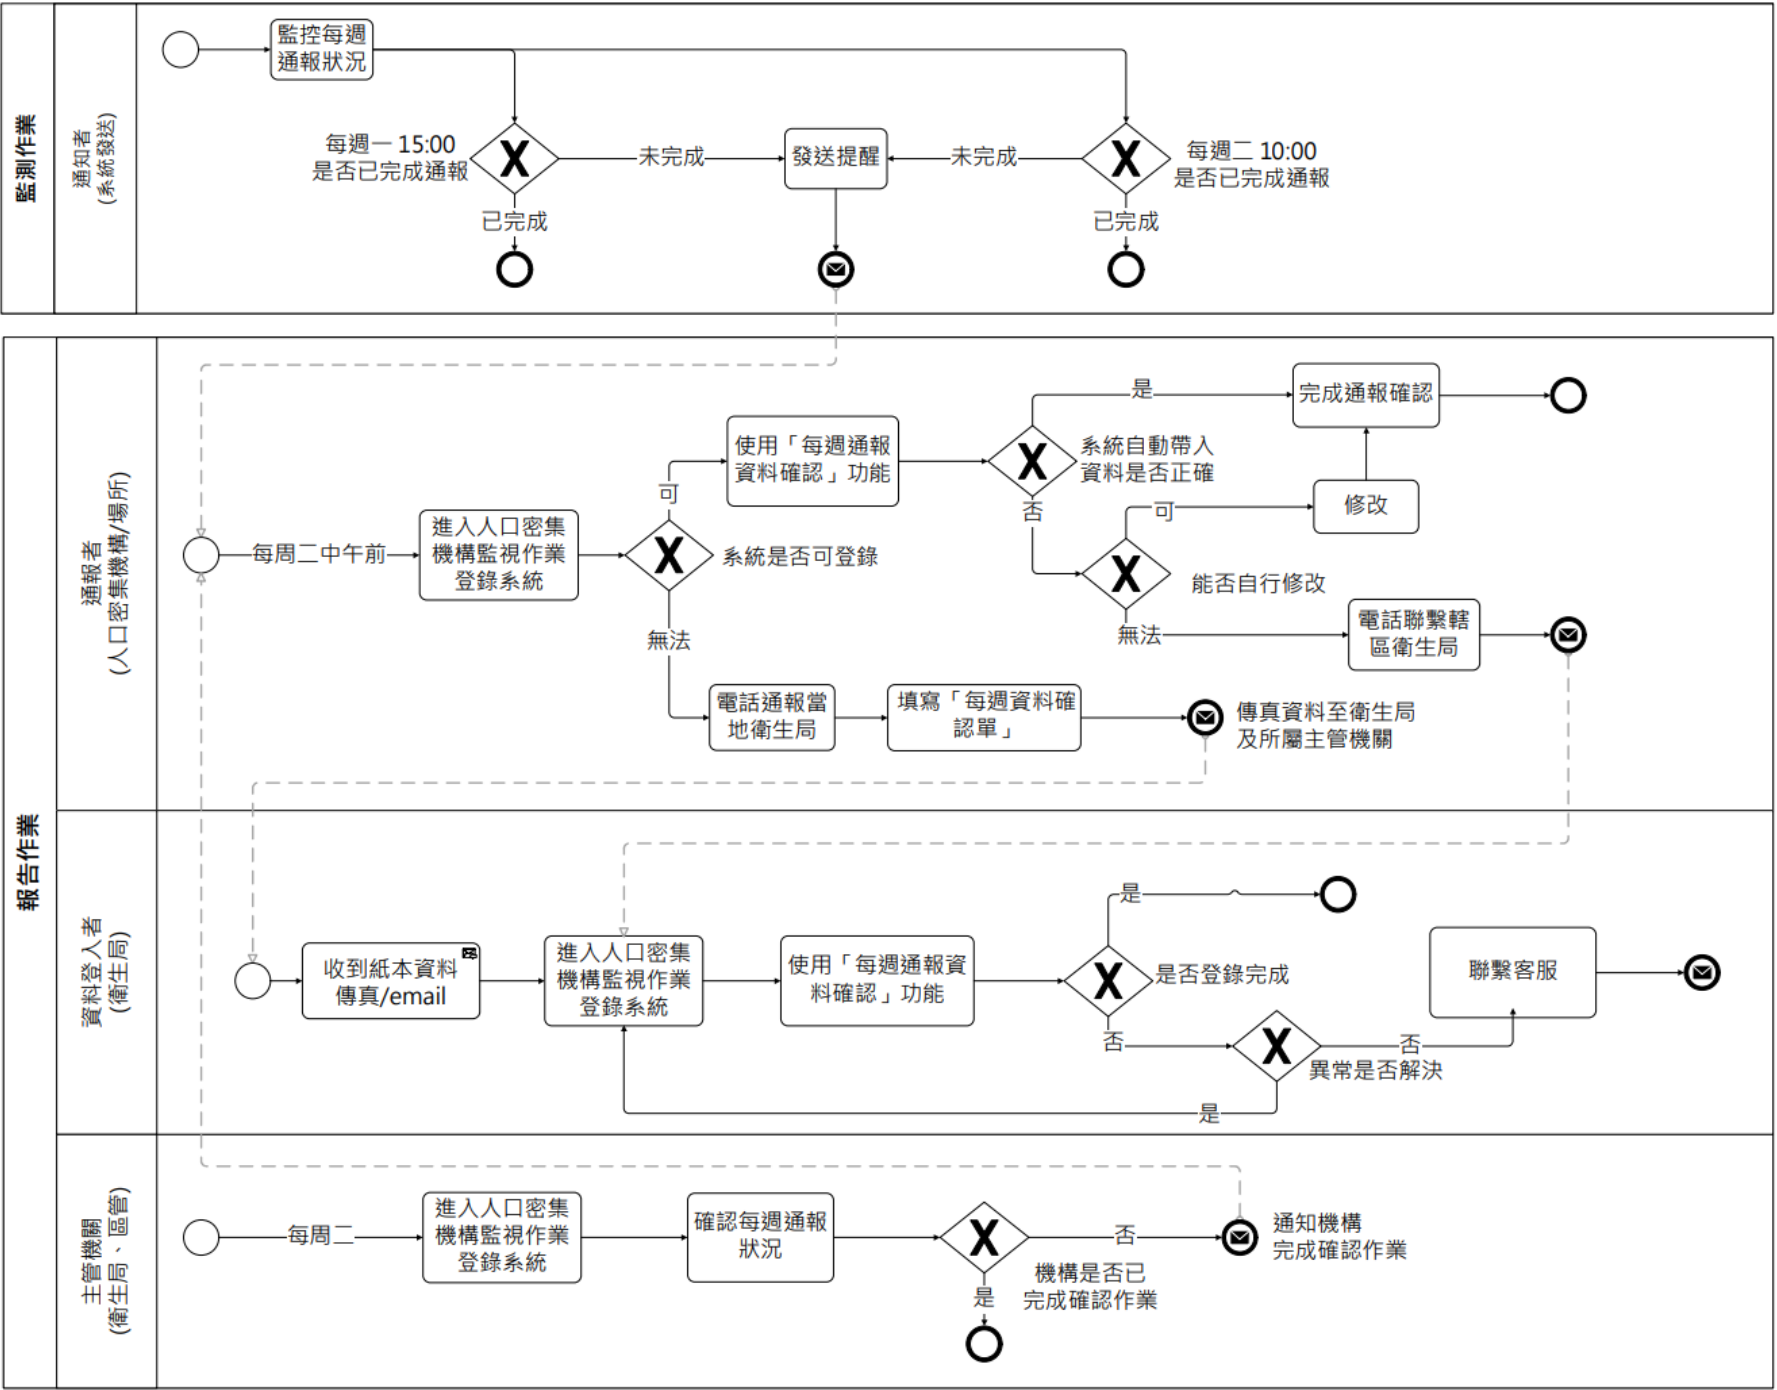 監測作業
通知者
(系統發送)
監控每週
通報狀況
每週一 15:00
是否已完成通報
未完成
發送提醒
未完成
每週二 10:00
是否已完成通報
已完成
已完成
報告作業
通報者
(人口密集機構/場所)
每周二中午前
進入人口密集
機構監視作業
登錄系統
系統是否可登錄
可
使用「每週通報
資料確認」功能
系統自動帶入
資料是否正確
是
完成通報確認
否
可
修改
能否自行修改
無法
電話聯繫轄
區衛生局
無法
電話通報當
地衛生局
填寫「每週資料確
認單」
傳真資料至衛生局
及所屬主管機關
資料登入者
(衛生局)
收到紙本資料
傳真/email
進入人口密集
機構監視作業
登錄系統
使用「每週通報資
料確認」功能
是
是否登錄完成
否
異常是否解決
否
聯繫客服
是
主管機關
(衛生局、區管)
每周二
進入人口密集
機構監視作業
登錄系統
確認每週通報
狀況
機構是否已
完成確認作業
否
通知機構
完成確認作業
是